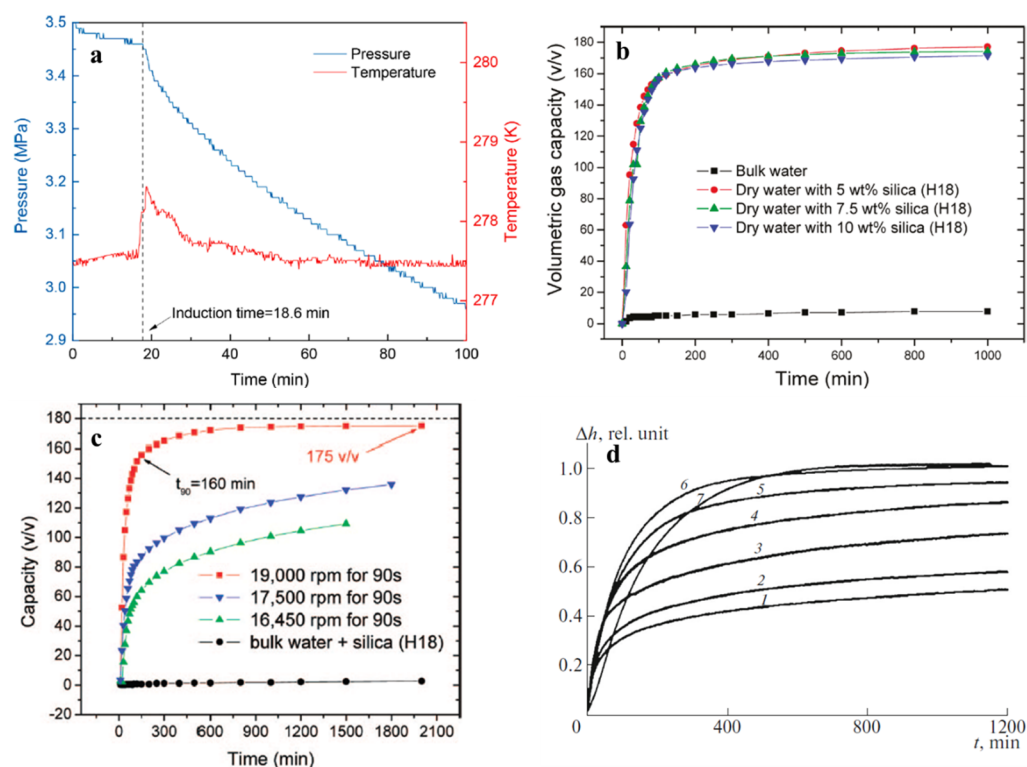 a
Pressure
Temperature
Induction time=18.6 min
3.5
3.4
3.3
3.2
3.1
3.0
2.9
Pressure (MPa)
280
279
278
277
Temperature (K)
0 20 40 60 80 100
Time (min)
b
Bulk water
Dry water with 5 wt% silica (H18)
Dry water with 7.5 wt% silica (H18)
Dry water with 10 wt% silica (H18)
180
160
140
120
100
80
60
40
20
0
Volumetric gas capacity (v/v)
0 200 400 600 800 1000
Time (min)
c
175 v/v
t90=160 min
19,000 rpm for 90s
17,500 rpm for 90s
16,450 rpm for 90s
bulk water + silica (H18)
200
180
160
140
120
100
80
60
40
20
0
-20
Capacity (v/v)
0 300 600 900 1200 1500 1800 2100
Time (min)
Δh, rel. unit
d
1.0
0.8
0.6
0.4
0.2
6
7
5
4
3
2
1
0 400 800 1200
t, min